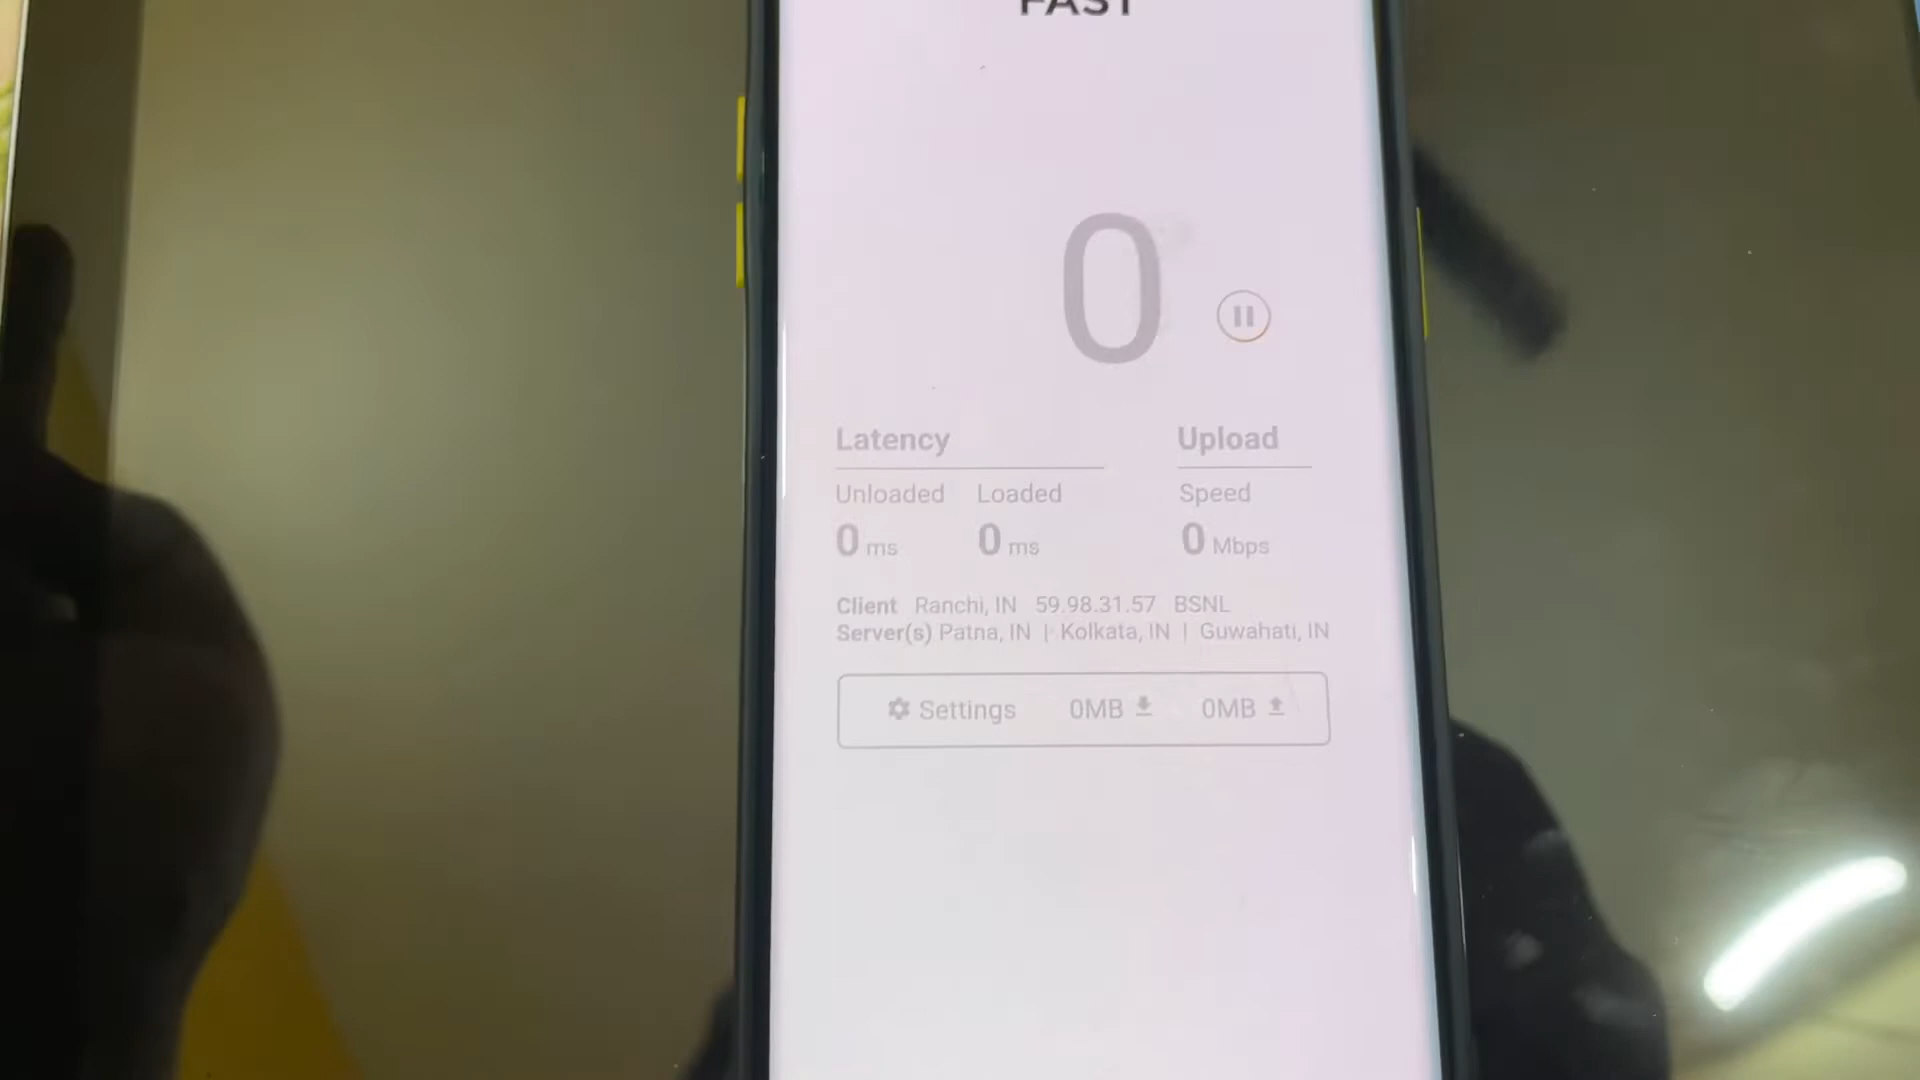 FAST
0
Latency Upload
Unloaded Loaded Speed
0 ms 0 ms 0 Mbps
Client Ranchi, IN 59.98.31.57 BSNL
Server(s) Patna, IN | Kolkata, IN | Guwahati, IN
Settings 0MB 0MB